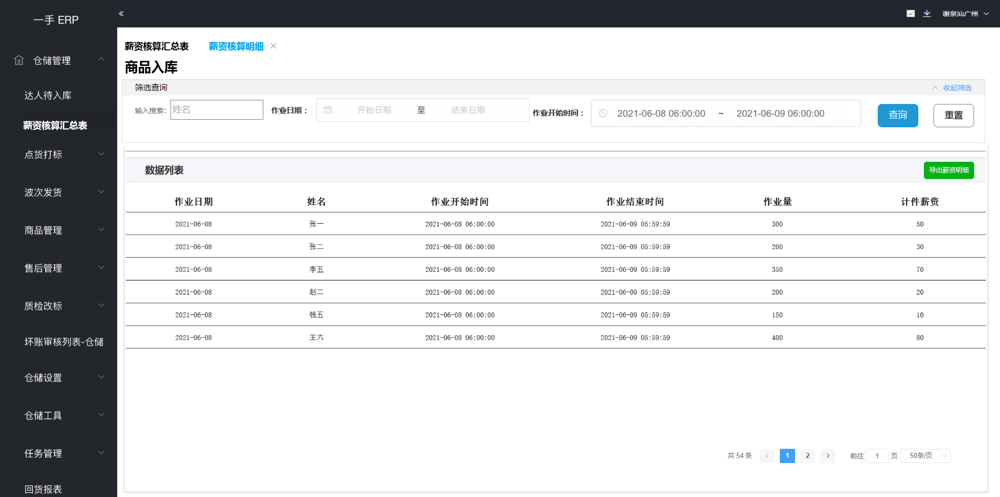 一手 ERP
谢泉汕广州
仓储管理
达人待入库
薪资核算汇总表
点货打标
波次发货
商品管理
售后管理
质检改标
坏账审核列表-仓储
仓储设置
仓储工具
任务管理
回货报表
薪资核算汇总表 薪资核算明细
商品入库
筛选查询 收起筛选
输入搜索: 姓名 作业日期： 开始日期 至 结束日期 作业开始时间： 2021-06-08 06:00:00 ~ 2021-06-09 06:00:00 查询 重置
数据列表 导出薪资明细
作业日期 姓名 作业开始时间 作业结束时间 作业量 计件薪资
2021-06-08 张一 2021-06-08 06:00:00 2021-06-09 05:59:59 300 50
2021-06-08 张二 2021-06-08 06:00:00 2021-06-09 05:59:59 200 30
2021-06-08 李五 2021-06-08 06:00:00 2021-06-09 05:59:59 350 70
2021-06-08 赵二 2021-06-08 06:00:00 2021-06-09 05:59:59 200 20
2021-06-08 钱五 2021-06-08 06:00:00 2021-06-09 05:59:59 150 10
2021-06-08 王六 2021-06-08 06:00:00 2021-06-09 05:59:59 400 80
共 54 条 1 2 前往 1 页 50条/页